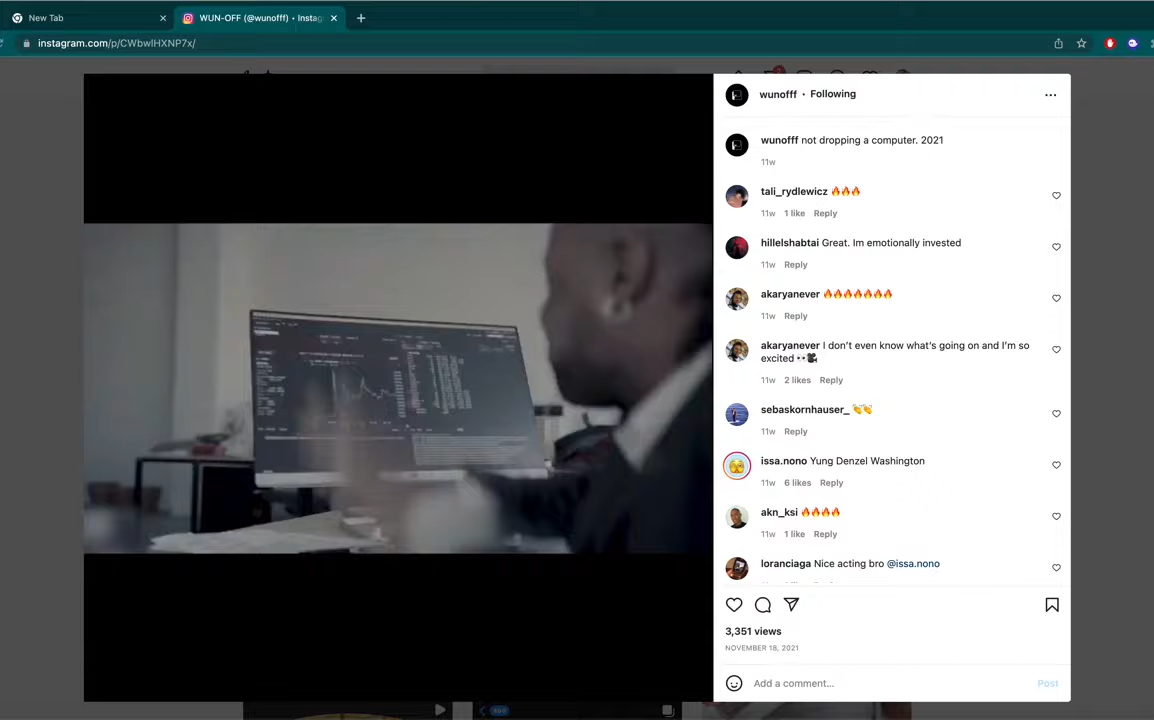 New Tab
WUN-OFF (@wunofff) • Instag
instagram.com/p/CWbwlHXNP7x/
wunofff • Following
wunofff not dropping a computer. 2021
11w
tali_rydlewicz 🔥🔥🔥
11w 1 like Reply
hillelshabtai Great. Im emotionally invested
11w Reply
akaryanever 🔥🔥🔥🔥🔥🔥🔥
11w Reply
akaryanever I don't even know what's going on and I'm so
excited 👀🎥
11w 2 likes Reply
sebaskornhauser_ 👏👏
11w Reply
issa.nono Yung Denzel Washington
11w 6 likes Reply
akn_ksi 🔥🔥🔥🔥
11w 1 like Reply
loranciaga Nice acting bro @issa.nono
3,351 views
NOVEMBER 18, 2021
Add a comment...
Post